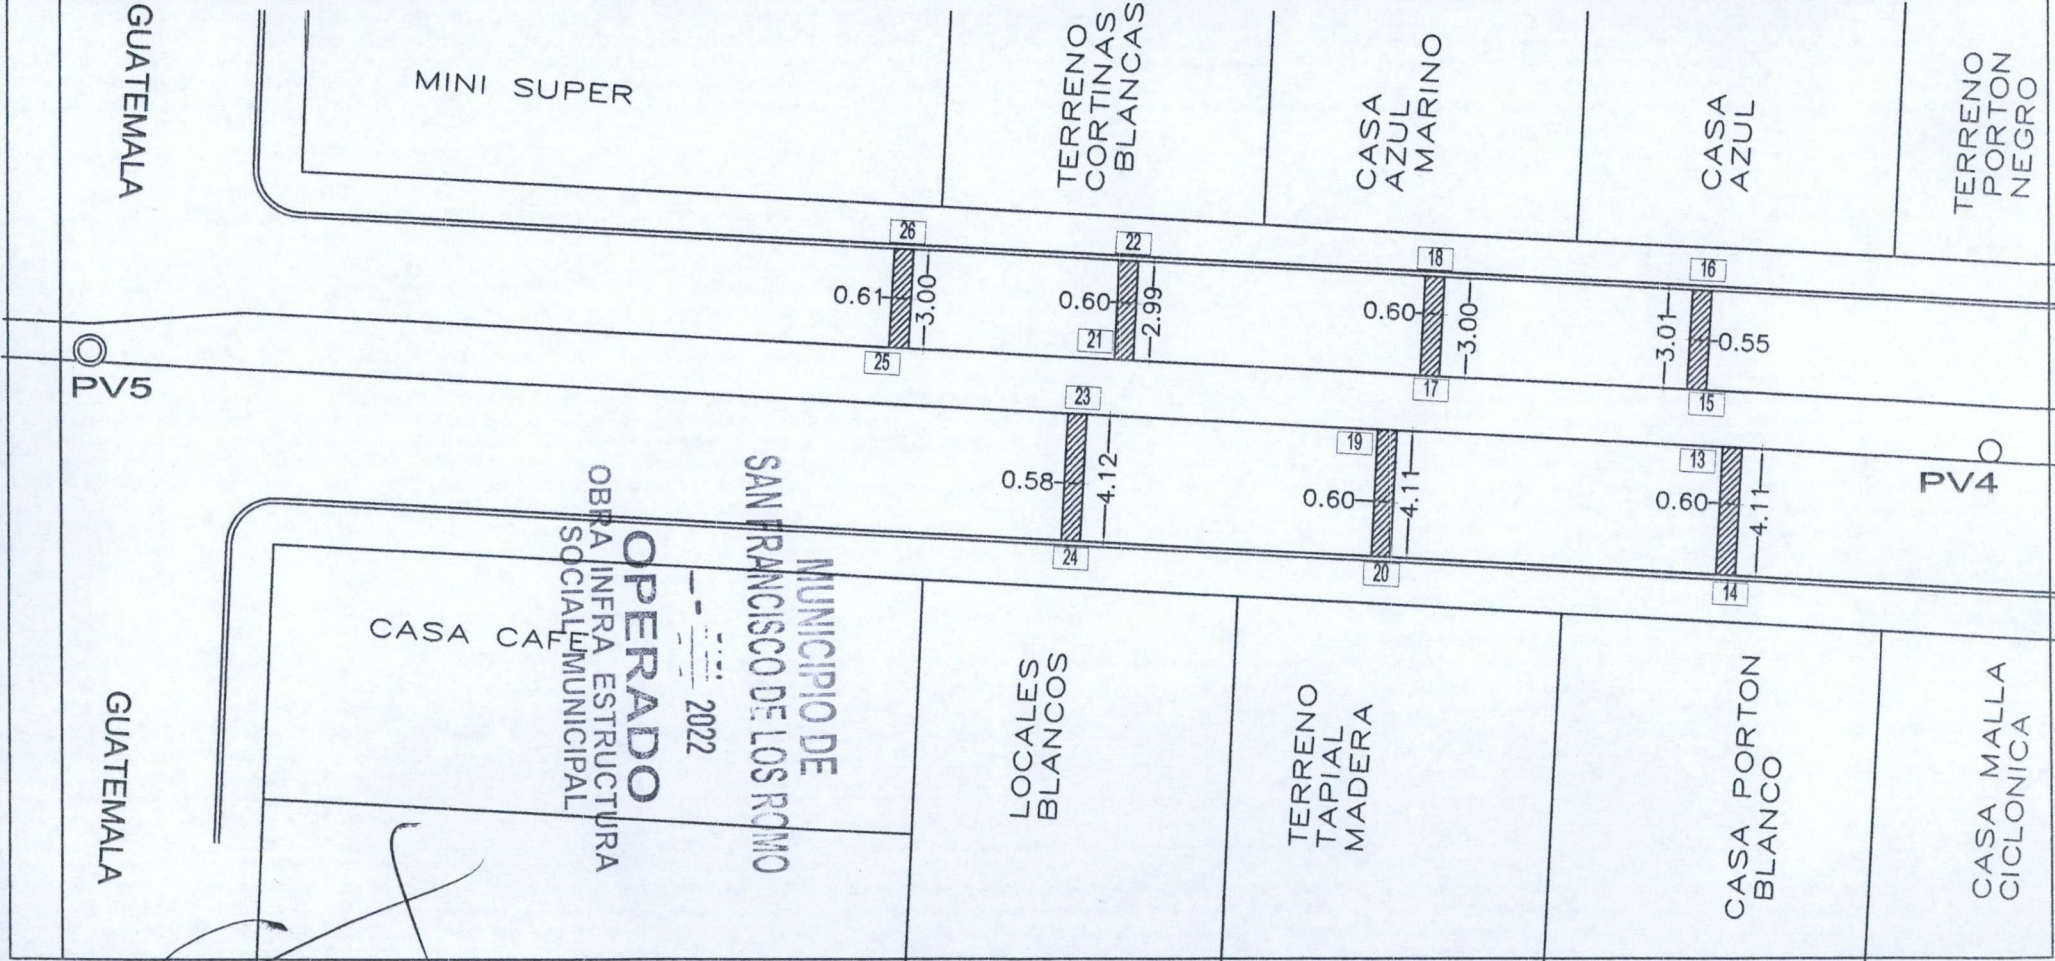 GUATEMALA
MINI SUPER
TERRENO
CORTINAS
BLANCAS
CASA
AZUL
MARINO
CASA
AZUL
TERRENO
PORTON
NEGRO
26
22
18
16
0.61
3.00
0.60
2.99
0.60
3.00
3.01
0.55
25
21
17
15
PV5
23
19
13
PV4
0.58
4.12
0.60
4.11
0.60
4.11
24
20
14
CASA CAFE
GUATEMALA
MUNICIPIO DE
SAN FRANCISCO DE LOS ROMO
2022
OPERADO
OBRA INFRA ESTRUCTURA
SOCIAL MUNICIPAL
LOCALES
BLANCOS
TERRENO
TAPIAL
MADERA
CASA PORTON
BLANCO
CASA MALLA
CICLONICA